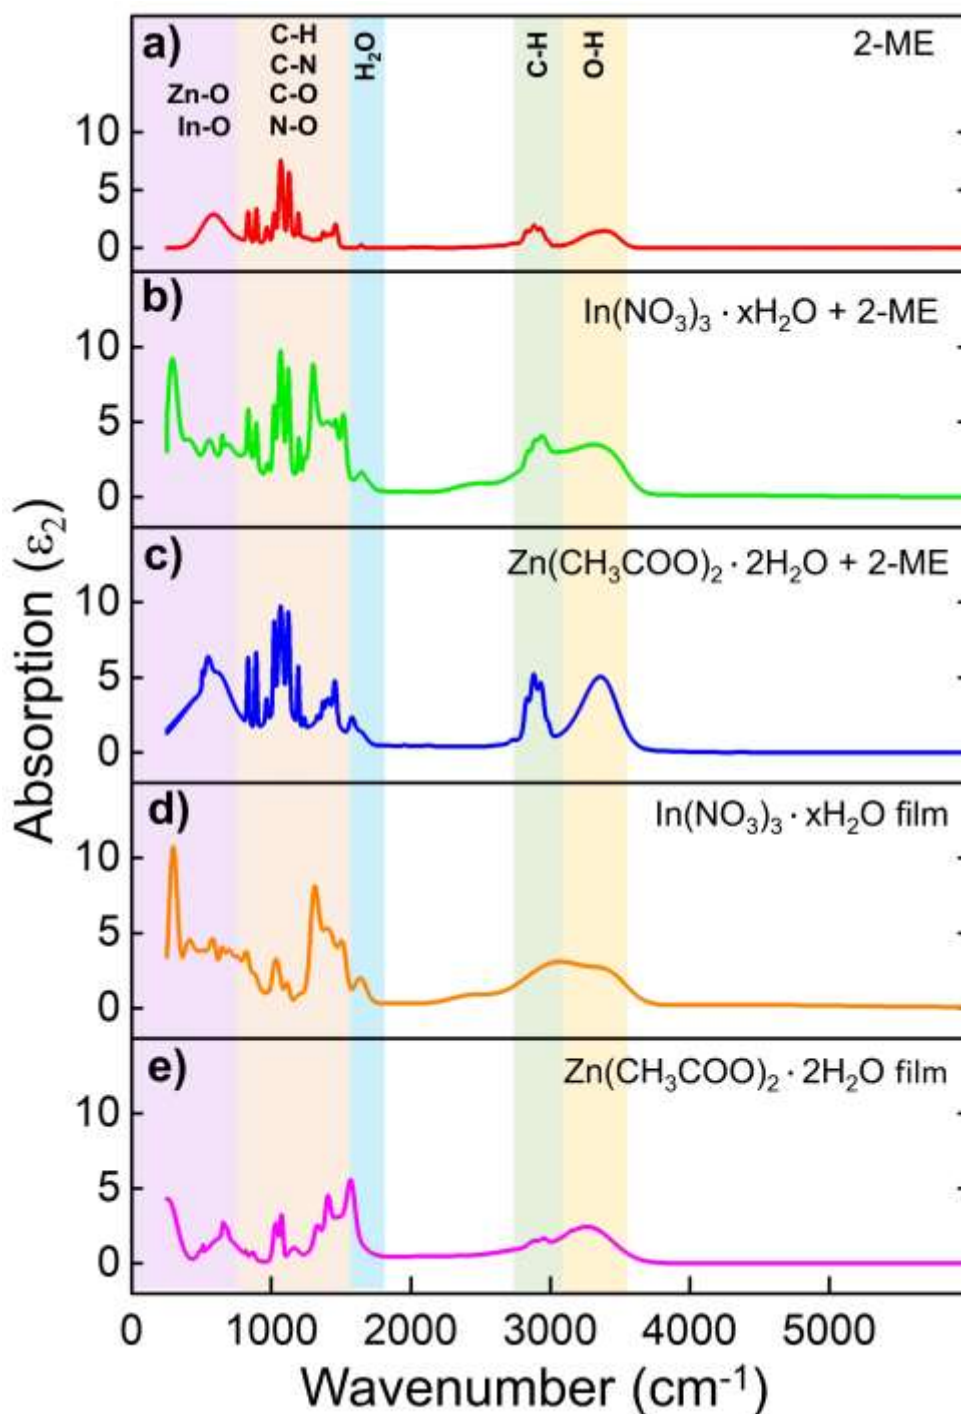 a)
2-ME
C-H
C-N
Zn-O C-O
In-O N-O
H₂O
C-H
O-H
10
5
0
b)
In(NO₃)₃ · xH₂O + 2-ME
10
5
0
c)
Zn(CH₃COO)₂ · 2H₂O + 2-ME
10
5
0
d)
In(NO₃)₃ · xH₂O film
10
5
0
e)
Zn(CH₃COO)₂ · 2H₂O film
10
5
0
Absorption (ε₂)
0 1000 2000 3000 4000 5000
Wavenumber (cm⁻¹)